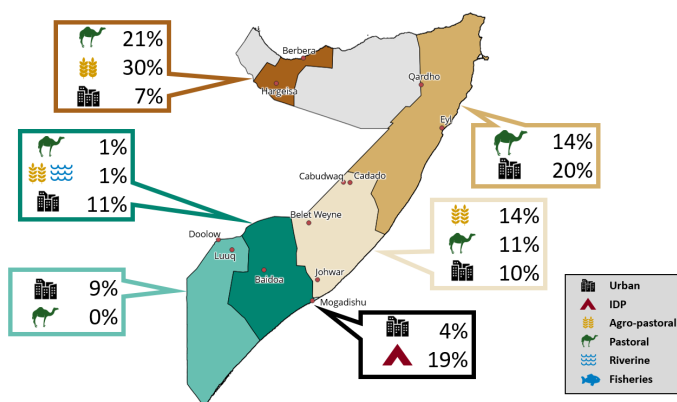 21%
30%
7%
Berbera
Hargeisa
Qardho
Eyl
14%
20%
1%
1%
11%
Cabudwaq
Cadado
Belet Weyne
14%
11%
10%
Doolow
Luuq
Baidoa
Johwar
Mogadishu
9%
0%
4%
19%
Urban
IDP
Agro-pastoral
Pastoral
Riverine
Fisheries